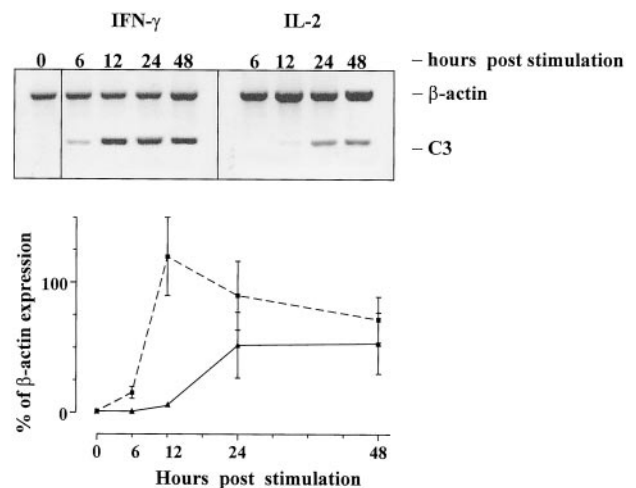 IFN-γ IL-2
0 6 12 24 48 6 12 24 48 – hours post stimulation
– β-actin
– C3
% of β-actin expression
100
0
0 6 12 24 48
Hours post stimulation